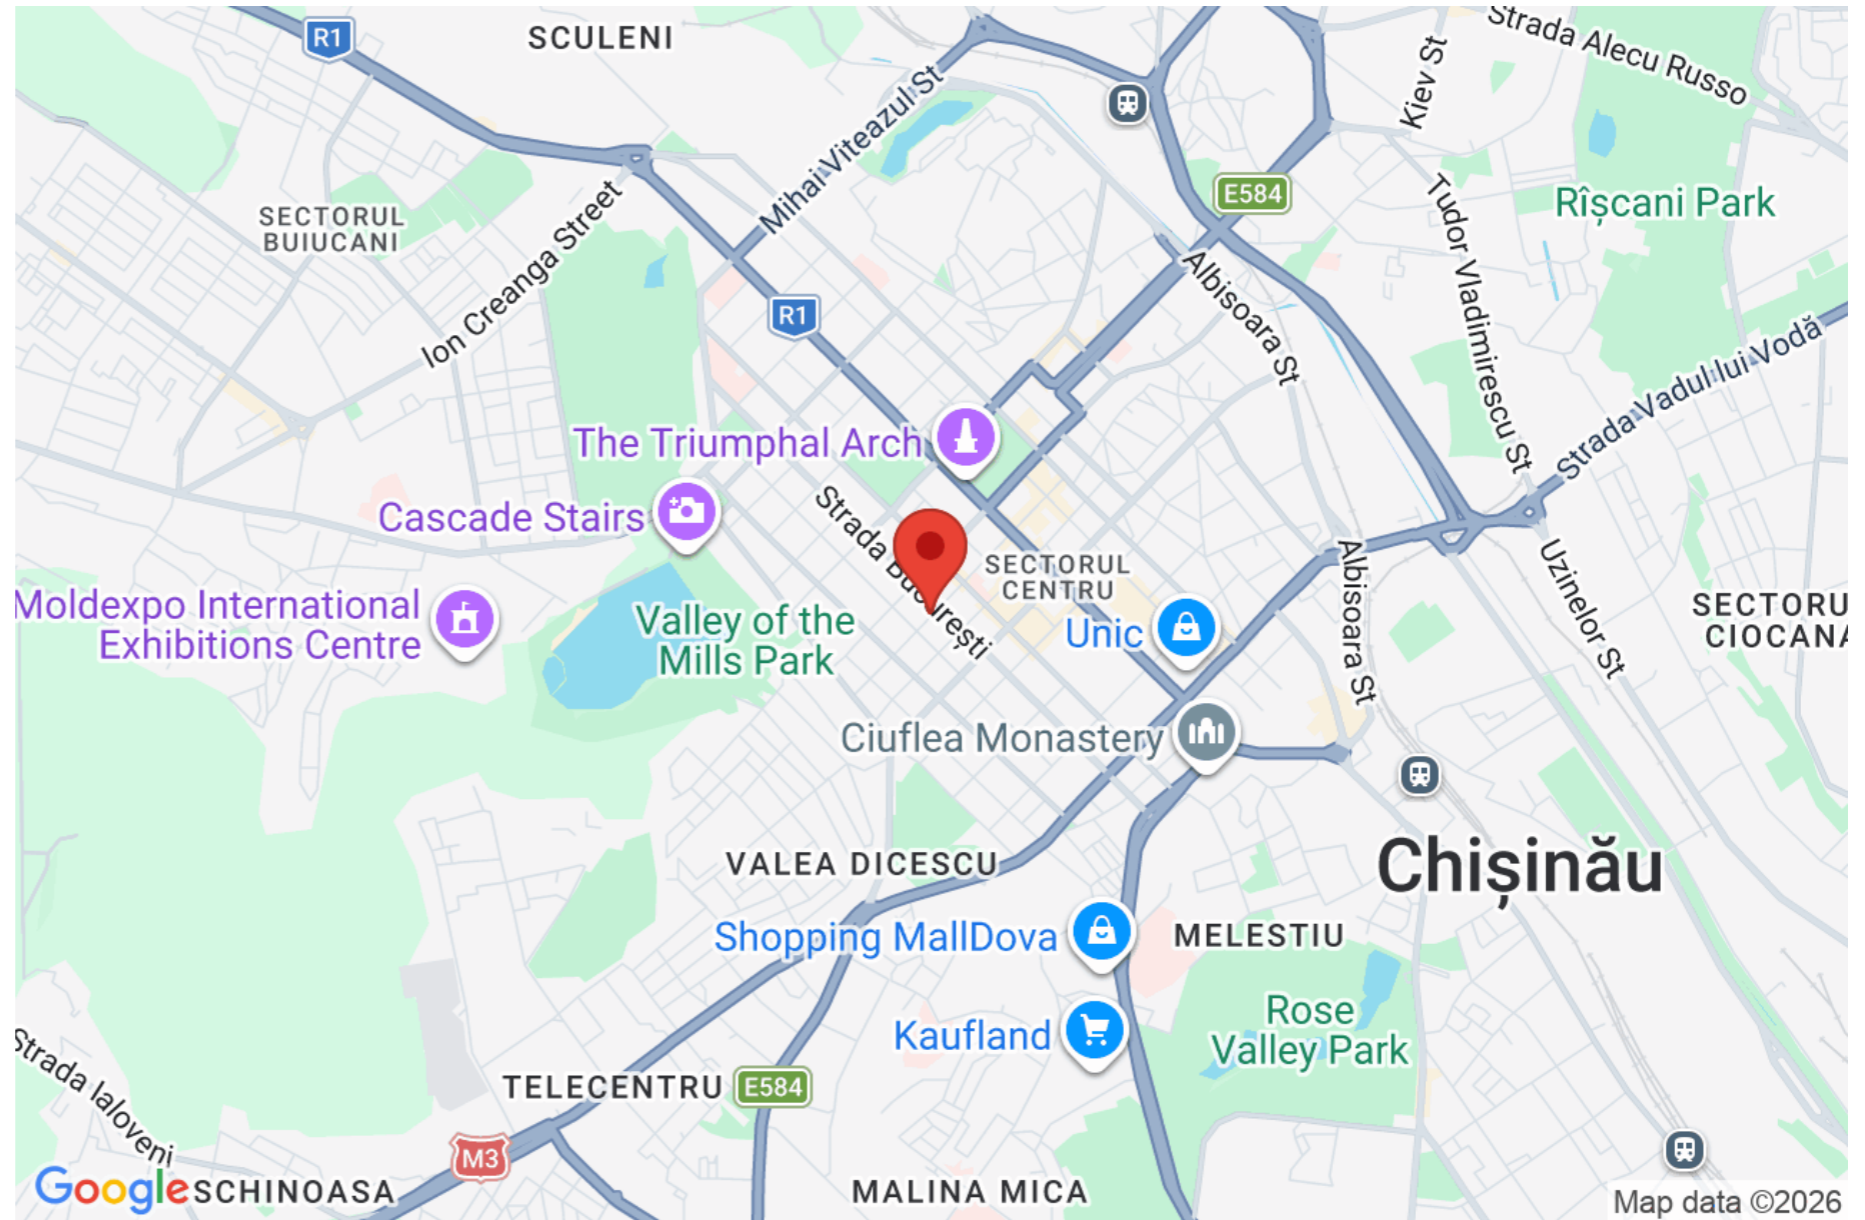 R1
SCULENI
Strada Alecu Russo
Kiev St
Mihai Viteazul St
E584
Rîșcani Park
SECTORUL
BUIUCANI
Ion Creanga Street
Tudor Vladimirescu St
Albisoara St
R1
Strada Vadul lui Vodă
The Triumphal Arch
Cascade Stairs
Strada București
SECTORUL
CENTRU
Albisoara St
Uzinelor St
Moldexpo International
Exhibitions Centre
Valley of the
Mills Park
Unic
SECTORU
CIOCANA
Ciuflea Monastery
Chișinău
VALEA DICESCU
Shopping MallDova
MELESTIU
Kaufland
Rose
Valley Park
Strada Ialoveni
TELECENTRU
E584
M3
Google
SCHINOASA
MALINA MICA
Map data ©2026